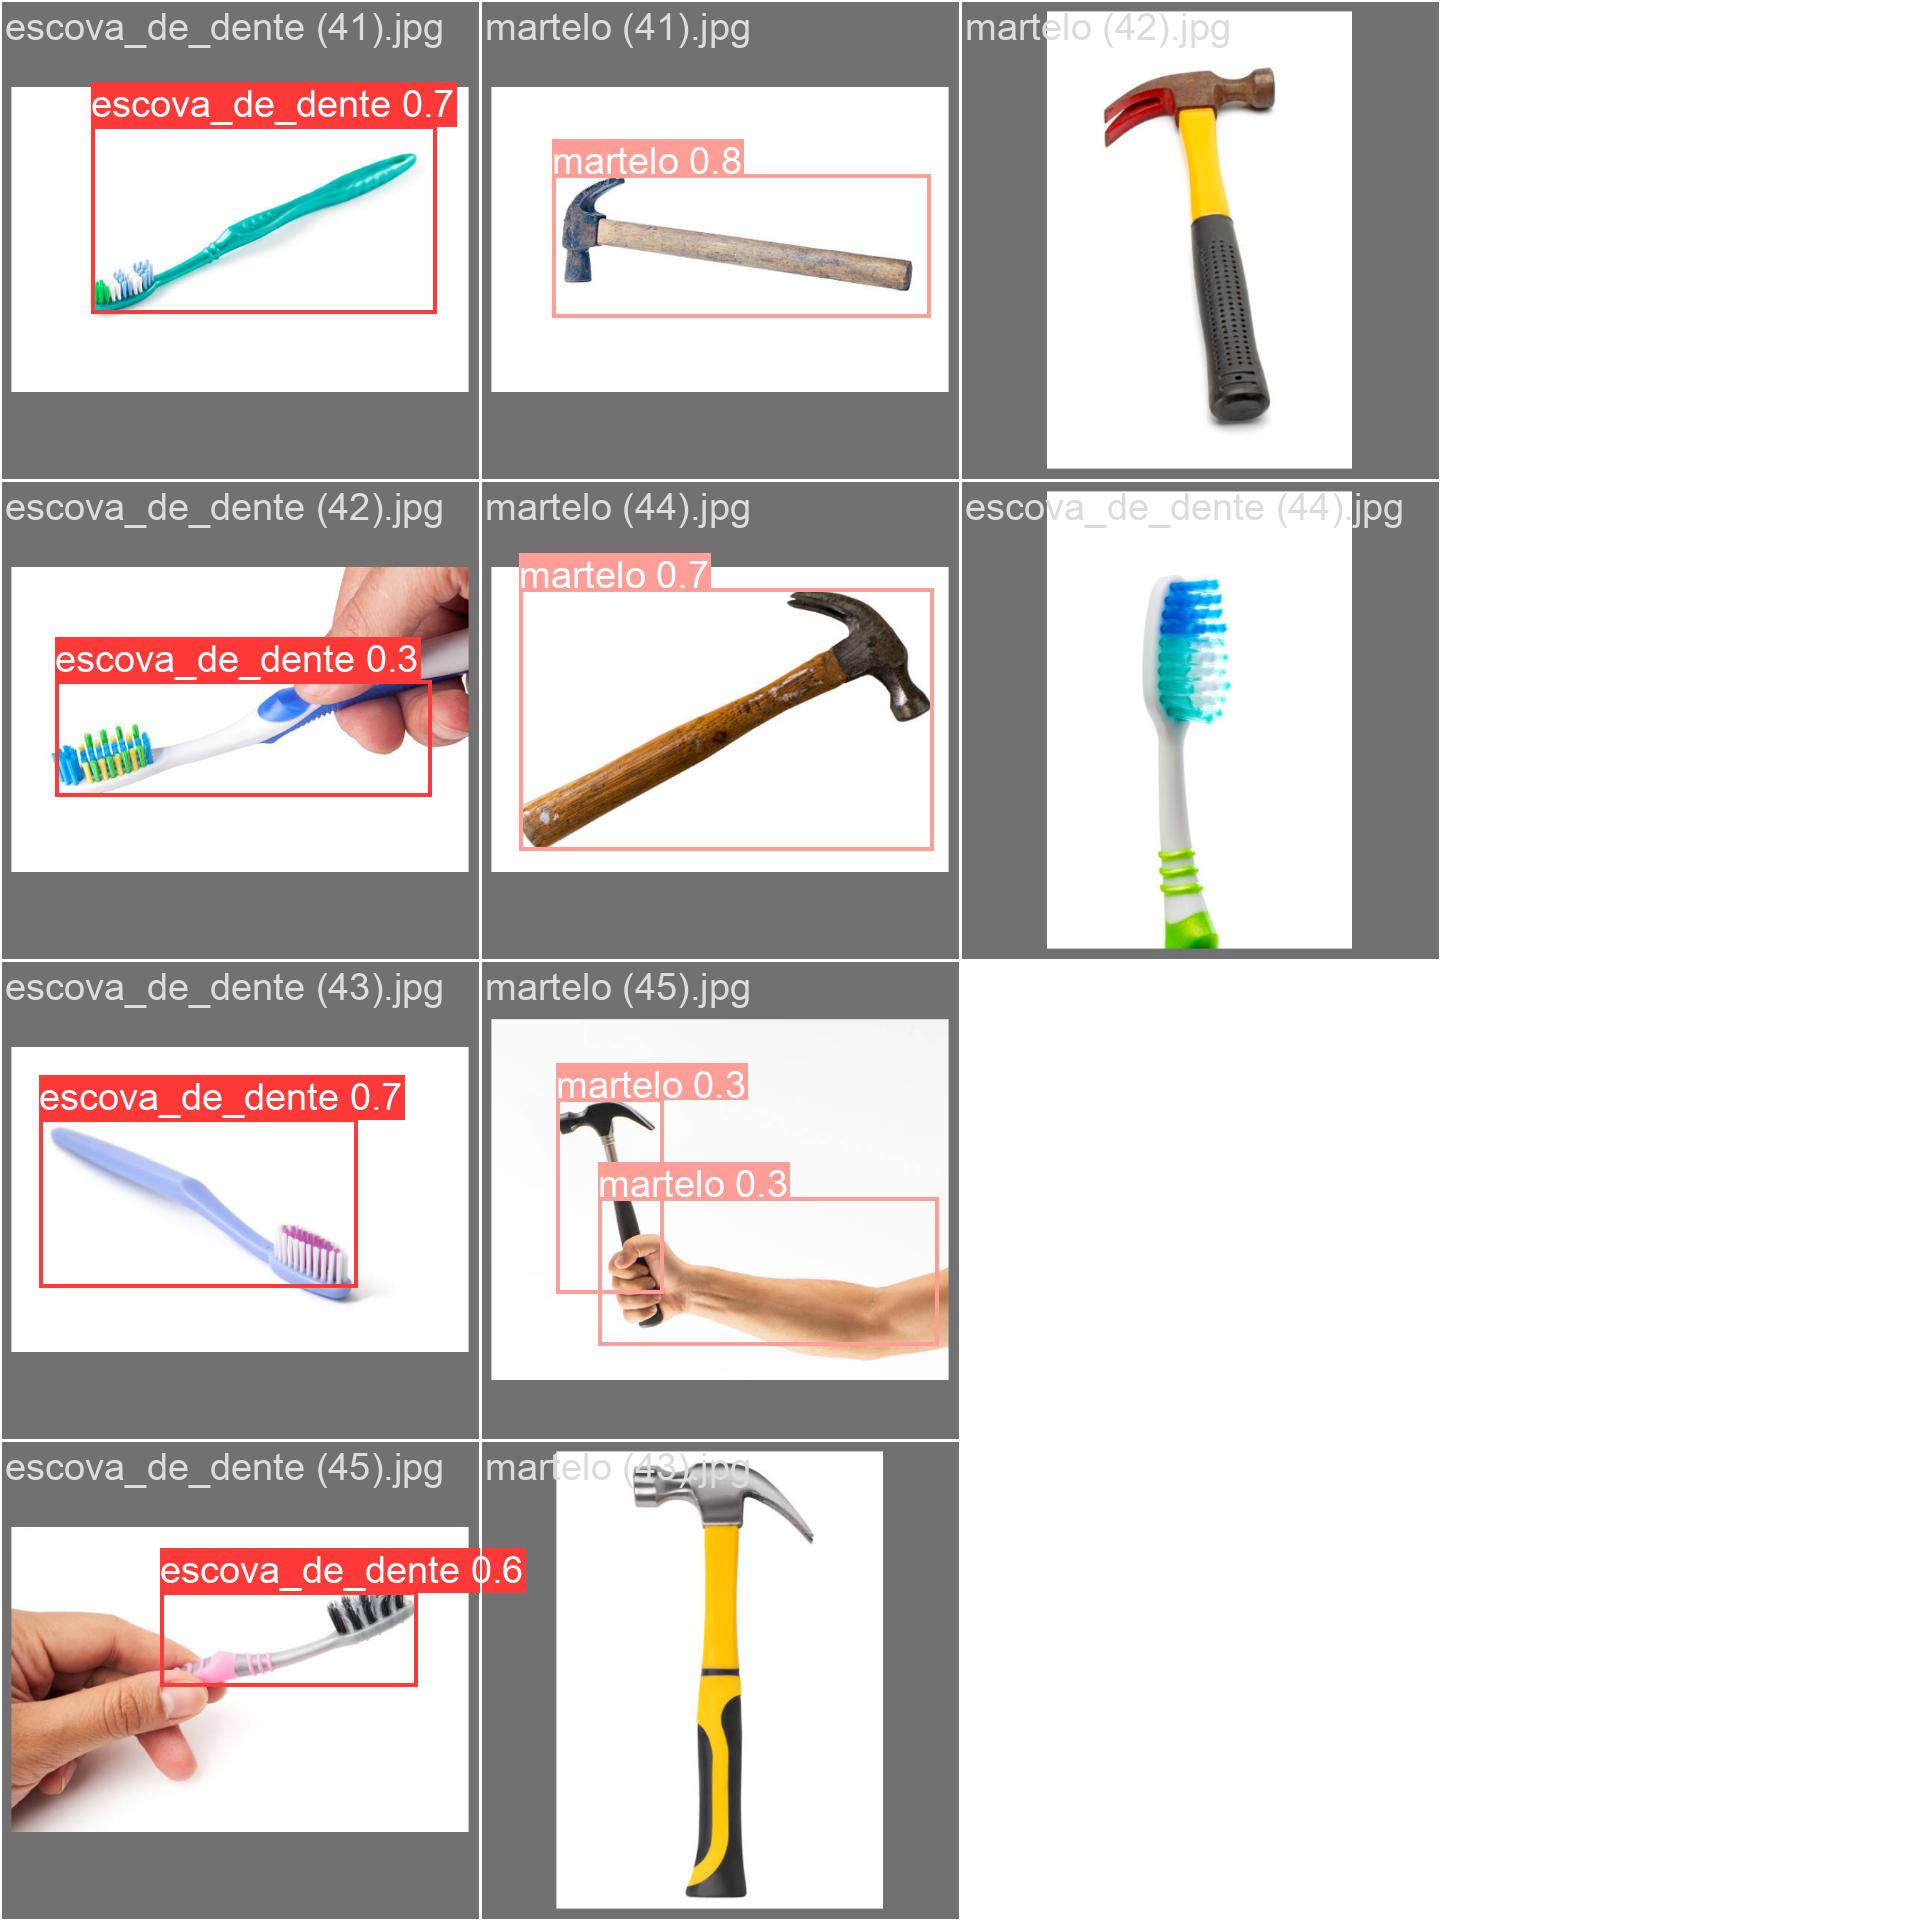 escova_de_dente (41).jpg
escova_de_dente 0.7
martelo (41).jpg
martelo 0.8
martelo (42).jpg
escova_de_dente (42).jpg
escova_de_dente 0.3
martelo (44).jpg
martelo 0.7
escova_de_dente (44).jpg
escova_de_dente (43).jpg
escova_de_dente 0.7
martelo (45).jpg
martelo 0.3
martelo 0.3
escova_de_dente (45).jpg
escova_de_dente 0.6
martelo (43).jpg